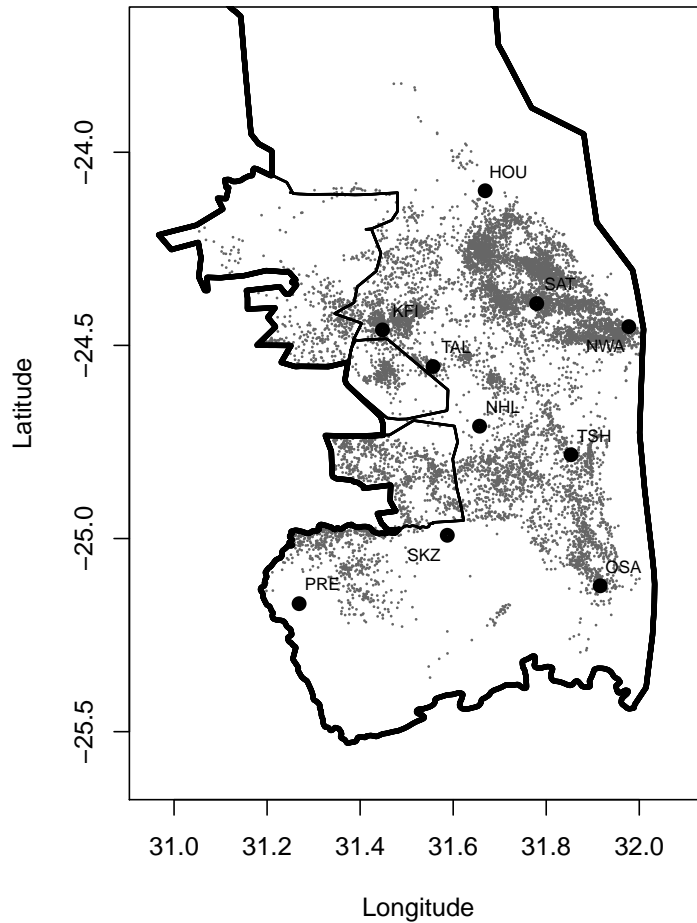 HOU
SAT
KFI
NWA
TAL
NHL
TSH
SKZ
OSA
PRE
−24.0
−24.5
−25.0
−25.5
Latitude
31.0 31.2 31.4 31.6 31.8 32.0
Longitude